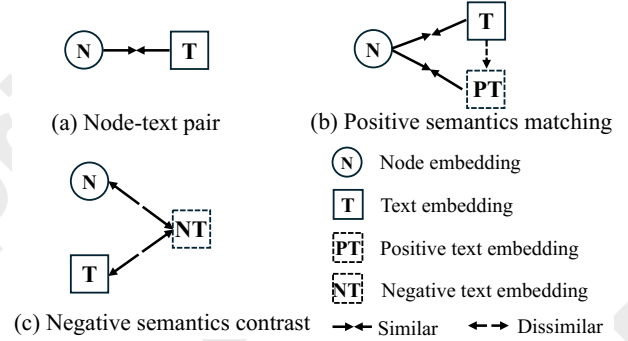 N
T
(a) Node-text pair
N
T
PT
(b) Positive semantics matching
N
T
NT
(c) Negative semantics contrast
N Node embedding
T Text embedding
PT Positive text embedding
NT Negative text embedding
Similar
Dissimilar